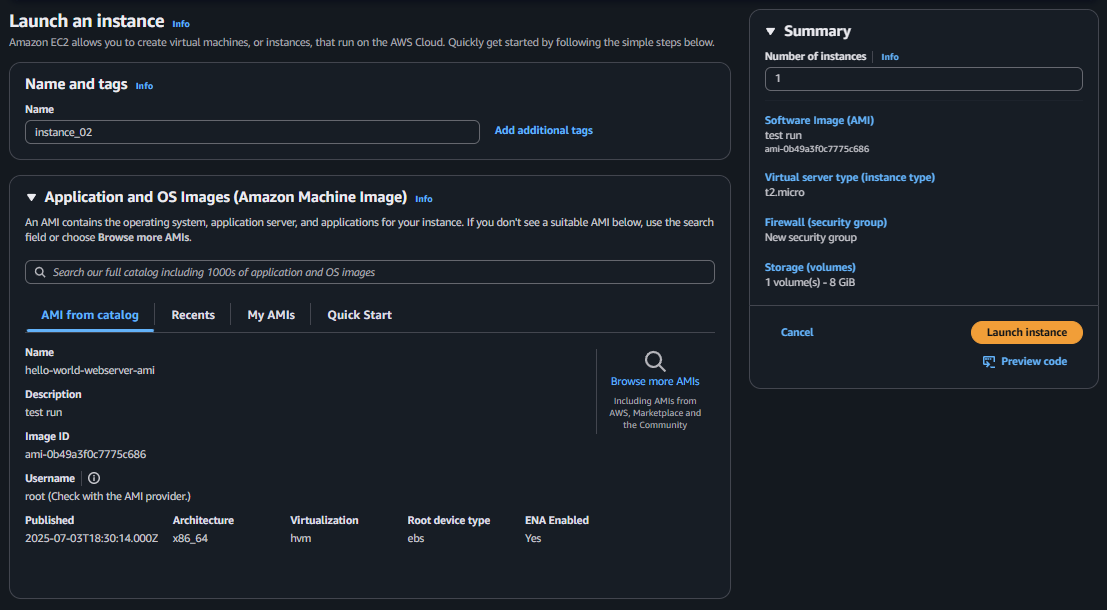 Launch an instance Info
Amazon EC2 allows you to create virtual machines, or instances, that run on the AWS Cloud. Quickly get started by following the simple steps below.
Name and tags Info
Name
instance_02
Add additional tags
Application and OS Images (Amazon Machine Image) Info
An AMI contains the operating system, application server, and applications for your instance. If you don't see a suitable AMI below, use the search
field or choose Browse more AMIs.
Search our full catalog including 1000s of application and OS images
AMI from catalog
Recents
My AMIs
Quick Start
Name
hello-world-webserver-ami
Description
test run
Image ID
ami-0b49a3f0c7775c686
Username
root (Check with the AMI provider.)
Published Architecture Virtualization Root device type ENA Enabled
2025-07-03T18:30:14.000Z x86_64 hvm ebs Yes
Browse more AMIs
Including AMIs from
AWS, Marketplace and
the Community
Summary
Number of instances Info
1
Software Image (AMI)
test run
ami-0b49a3f0c7775c686
Virtual server type (instance type)
t2.micro
Firewall (security group)
New security group
Storage (volumes)
1 volume(s) - 8 GiB
Cancel
Launch instance
Preview code